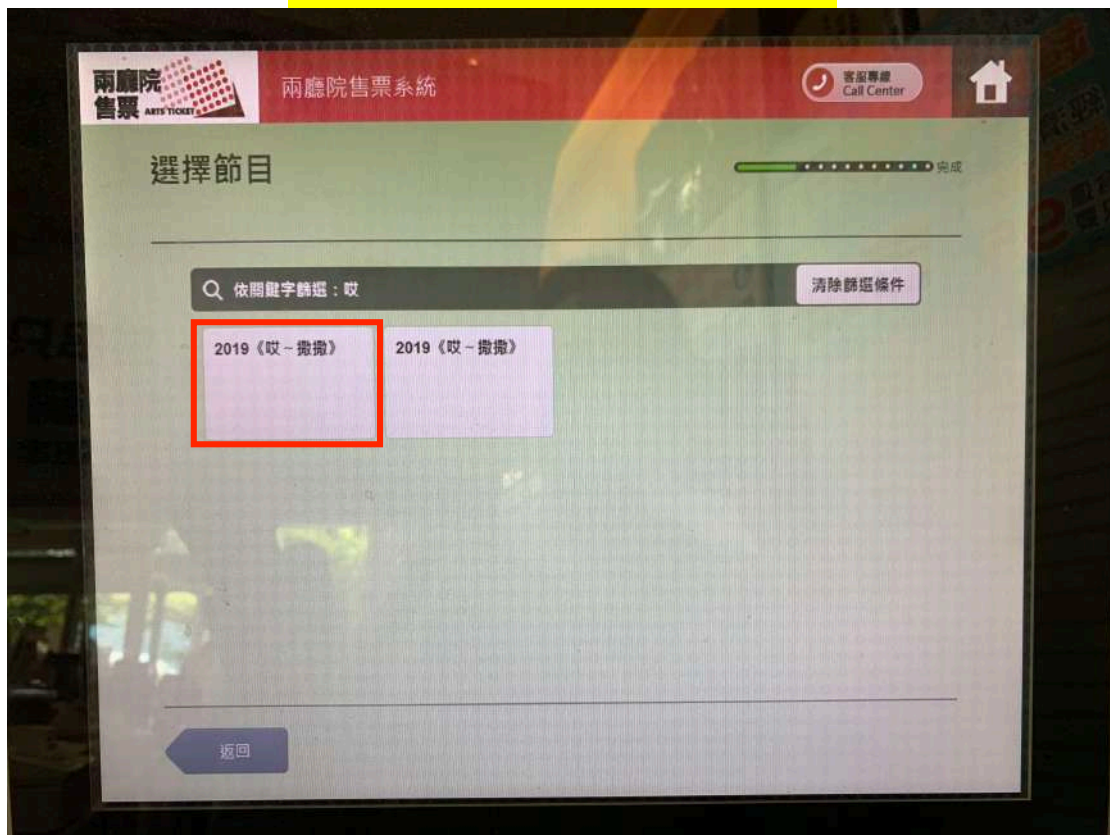 兩廳院
售票 ARTS TICKET
兩廳院售票系統
客服專線
Call Center
選擇節目
完成
依關鍵字篩選：哎
清除篩選條件
2019《哎～撒撒》
2019《哎～撒撒》
返回